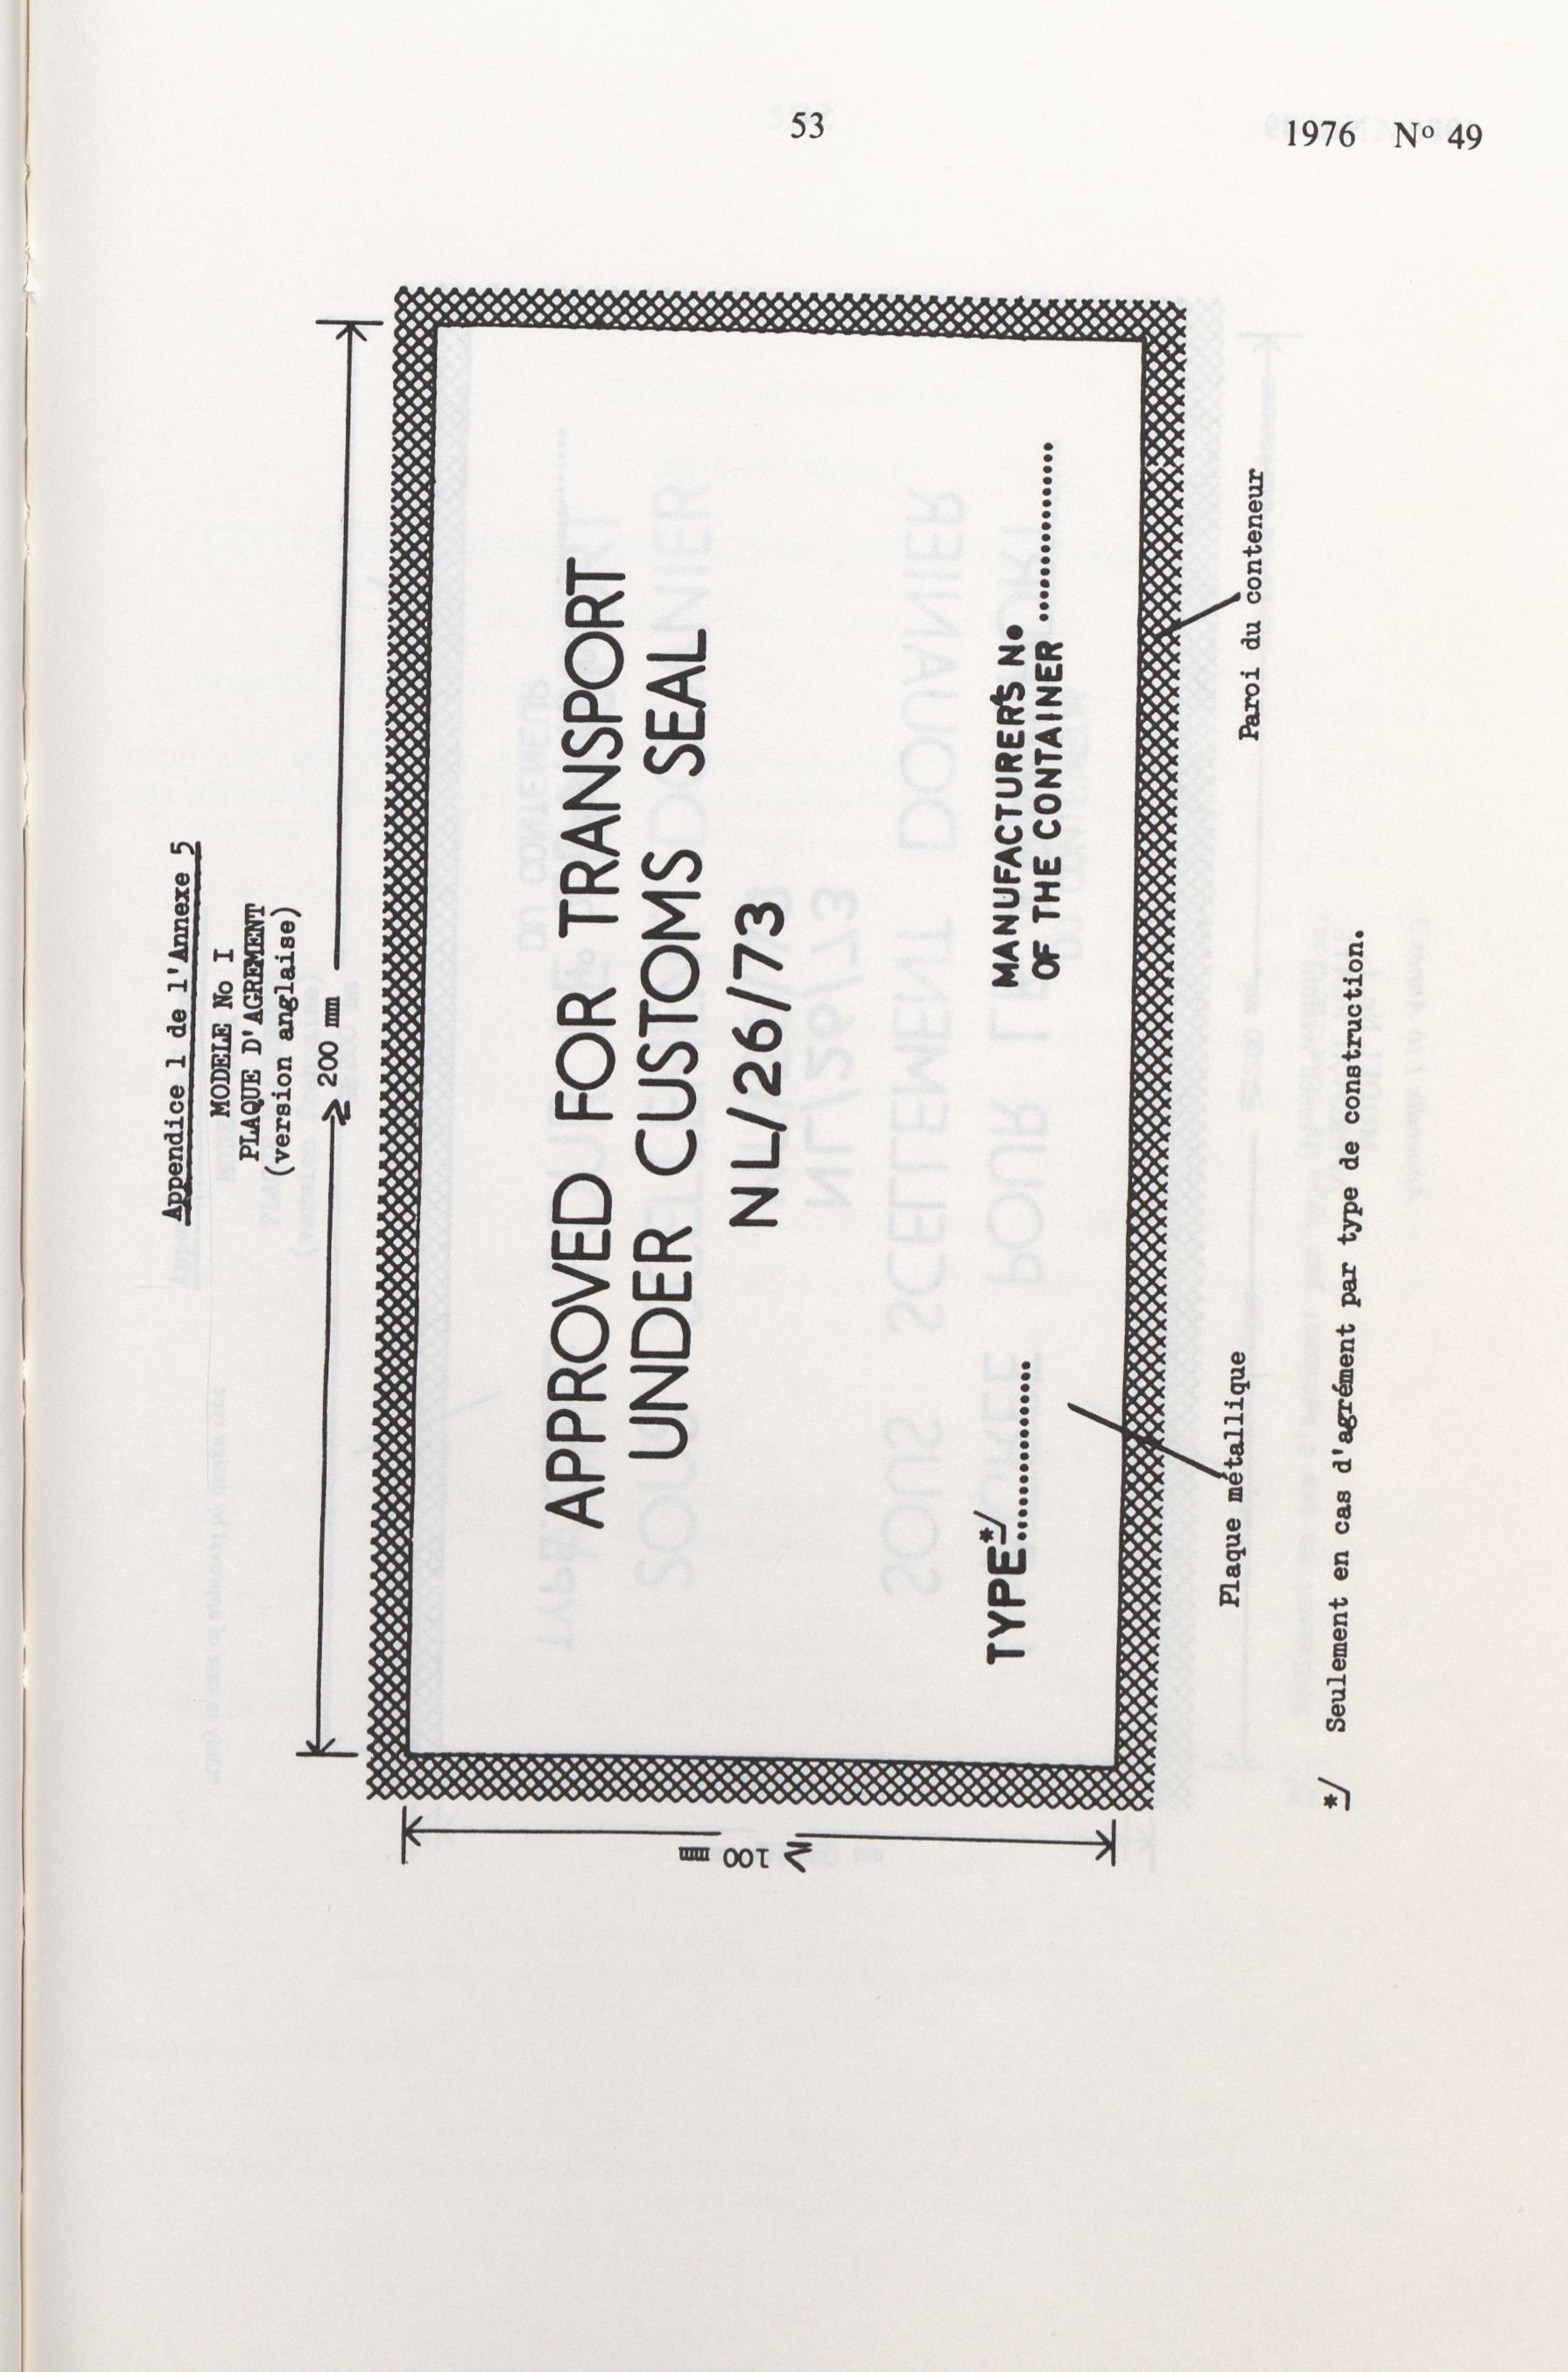 53
1976 Nº 49
Appendice 1 de l'Annexe 5
MODELE No I
PLAQUE D'AGREMENT
(version anglaise)
≥ 200 mm
APPROVED FOR TRANSPORT
UNDER CUSTOMS SEAL
NL/26/73
TYPE*/..................
MANUFACTURER'S No
OF THE CONTAINER ................
≥ 100 mm
Plaque métallique
Paroi du conteneur
*/ Seulement en cas d'agrément par type de construction.